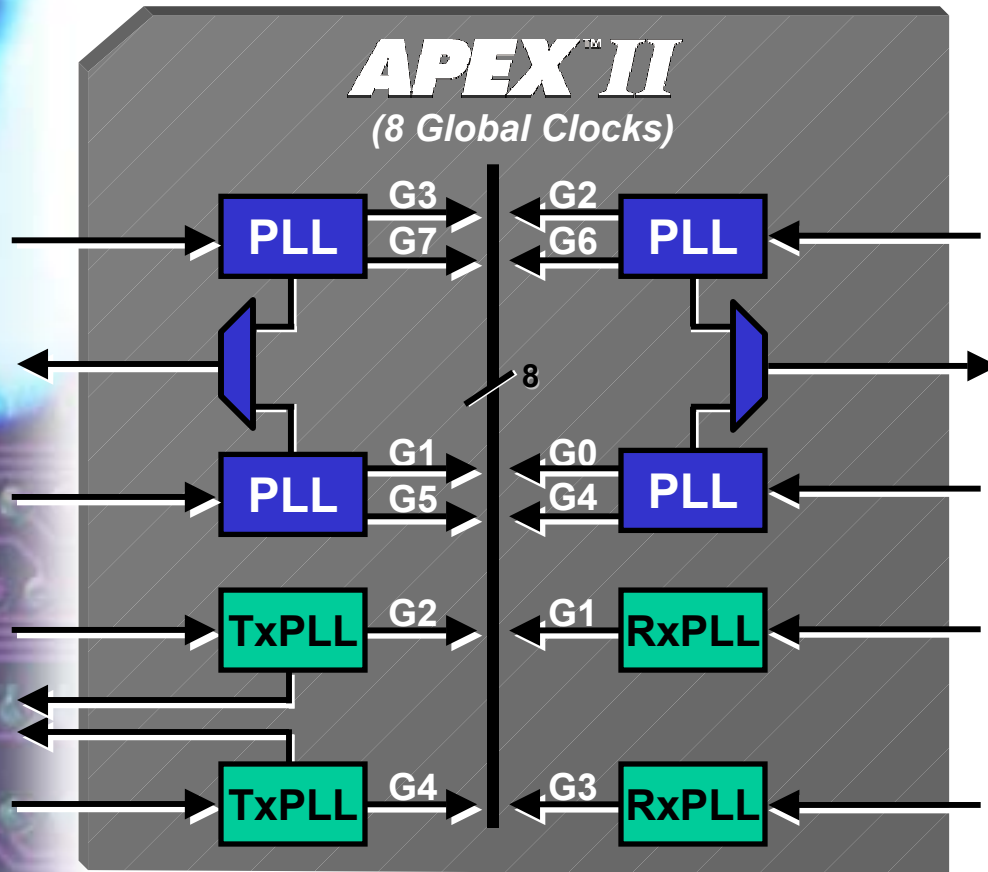 APEX™ II
(8 Global Clocks)
G3 G2
PLL G7 G6 PLL
8
G1 G0
PLL G5 G4 PLL
TxPLL G2 G1 RxPLL
TxPLL G4 G3 RxPLL